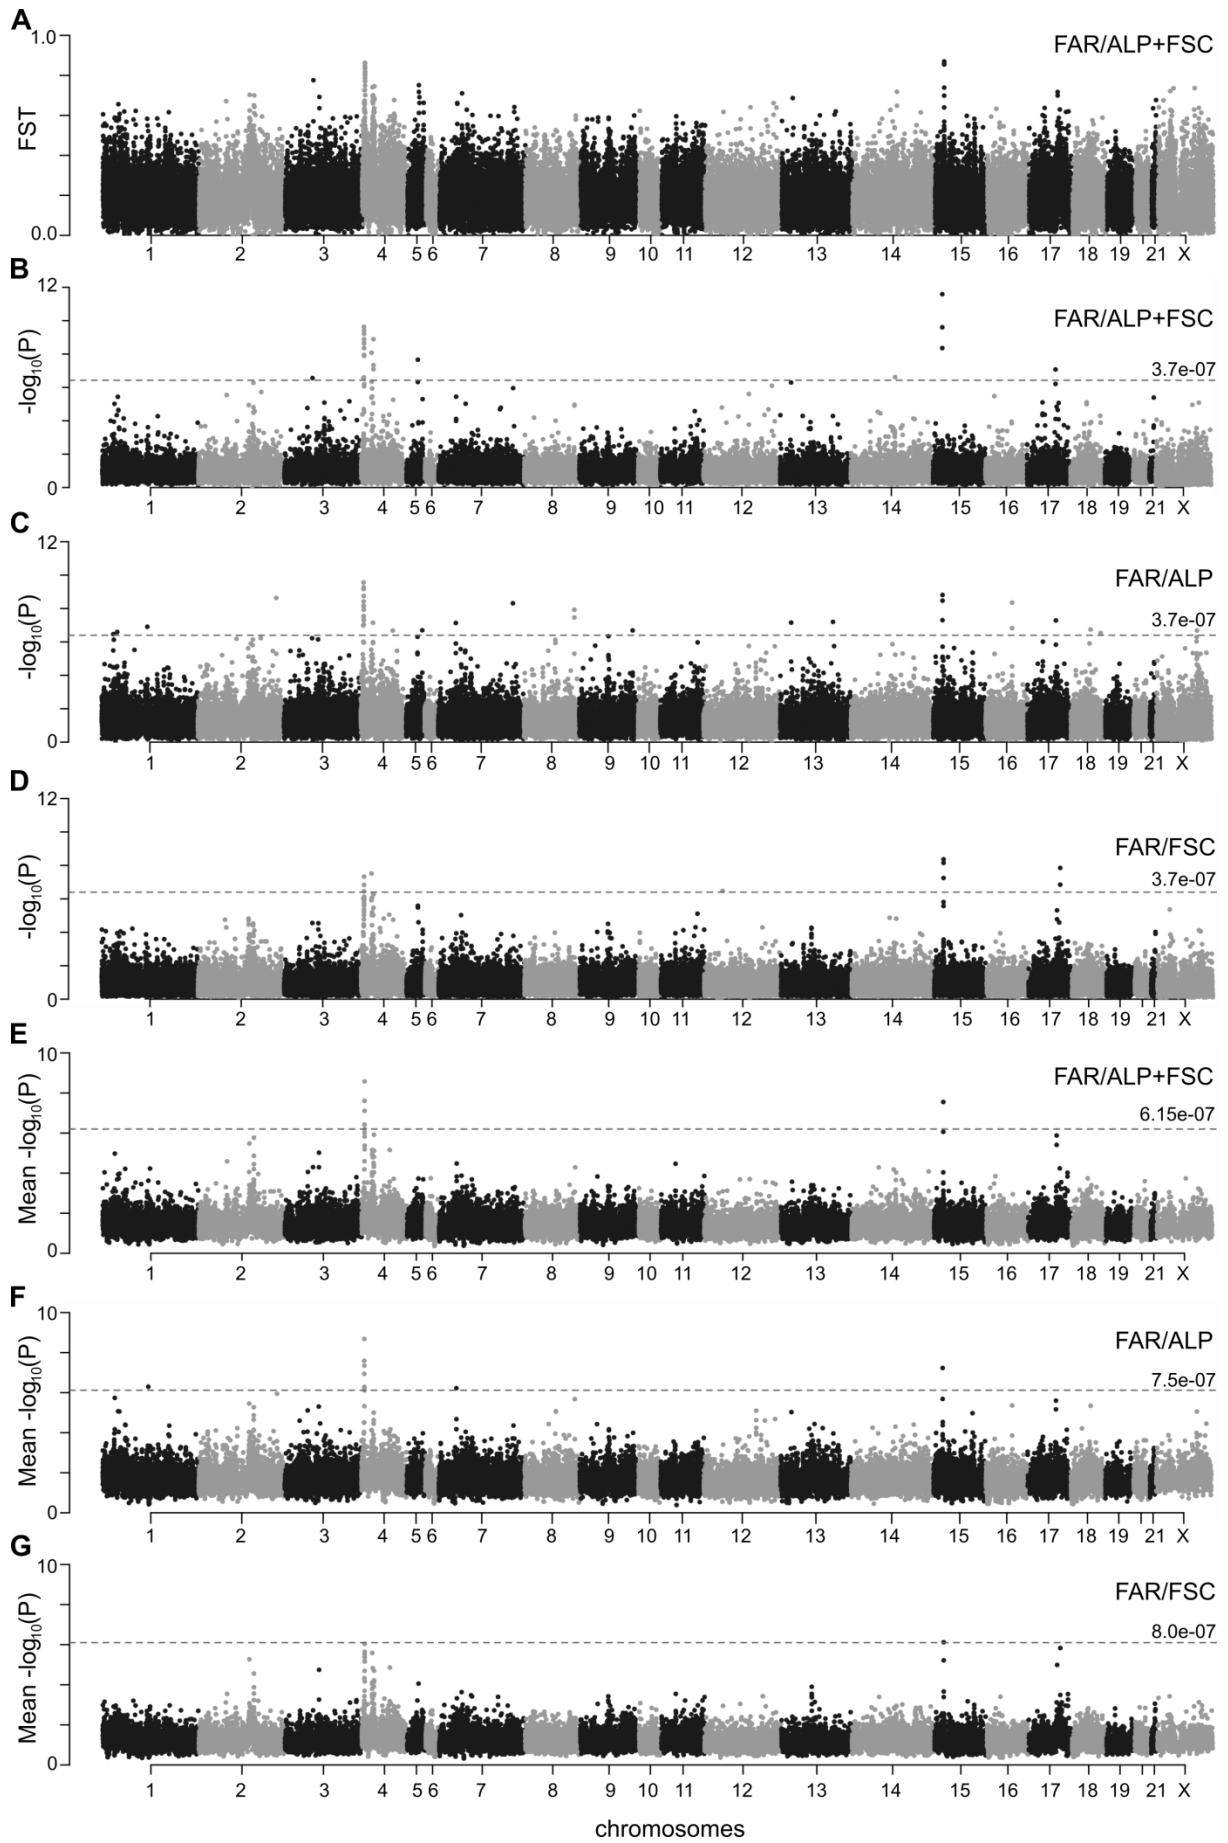 A
FAR/ALP+FSC
1.0
FST
0.0
1 2 3 4 5 6 7 8 9 10 11 12 13 14 15 16 17 18 19 21 X
B
12
FAR/ALP+FSC
3.7e-07
-log10(P)
0
1 2 3 4 5 6 7 8 9 10 11 12 13 14 15 16 17 18 19 21 X
C
12
FAR/ALP
3.7e-07
-log10(P)
0
1 2 3 4 5 6 7 8 9 10 11 12 13 14 15 16 17 18 19 21 X
D
12
FAR/FSC
3.7e-07
-log10(P)
0
1 2 3 4 5 6 7 8 9 10 11 12 13 14 15 16 17 18 19 21 X
E
10
FAR/ALP+FSC
6.15e-07
Mean -log10(P)
0
1 2 3 4 5 6 7 8 9 10 11 12 13 14 15 16 17 18 19 21 X
F
10
FAR/ALP
7.5e-07
Mean -log10(P)
0
1 2 3 4 5 6 7 8 9 10 11 12 13 14 15 16 17 18 19 21 X
G
10
FAR/FSC
8.0e-07
Mean -log10(P)
0
1 2 3 4 5 6 7 8 9 10 11 12 13 14 15 16 17 18 19 21 X
chromosomes